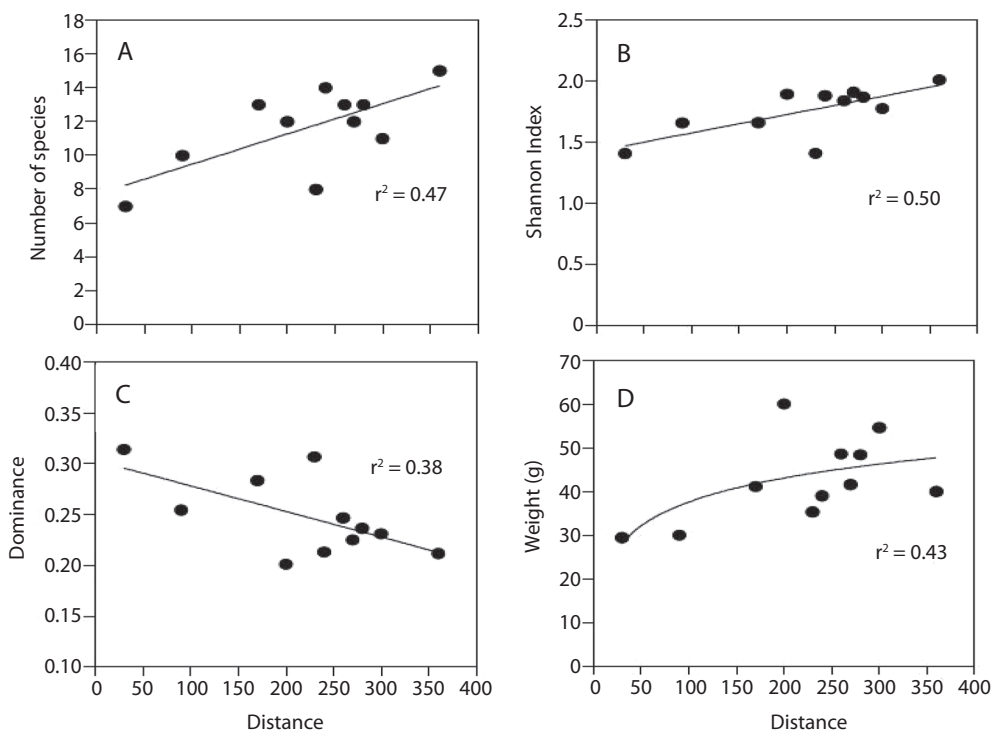 18
16
14
12
10
8
6
4
2
0
Number of species
A
r² = 0.47
2.5
2.0
1.5
1.0
0.5
0
Shannon Index
B
r² = 0.50
0.40
0.35
0.30
0.25
0.20
0.15
0.10
Dominance
C
r² = 0.38
0 50 100 150 200 250 300 350 400
Distance
70
60
50
40
30
20
10
0
Weight (g)
D
r² = 0.43
0 50 100 150 200 250 300 350 400
Distance